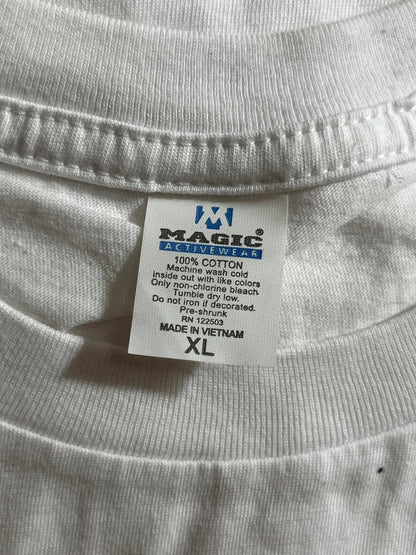 M
MAGIC
ACTIVEWEAR
100% COTTON
Machine wash cold
inside out with like colors
Only non-chlorine bleach.
Tumble dry low.
Do not iron if decorated.
Pre-shrunk
RN 122503
MADE IN VIETNAM
XL